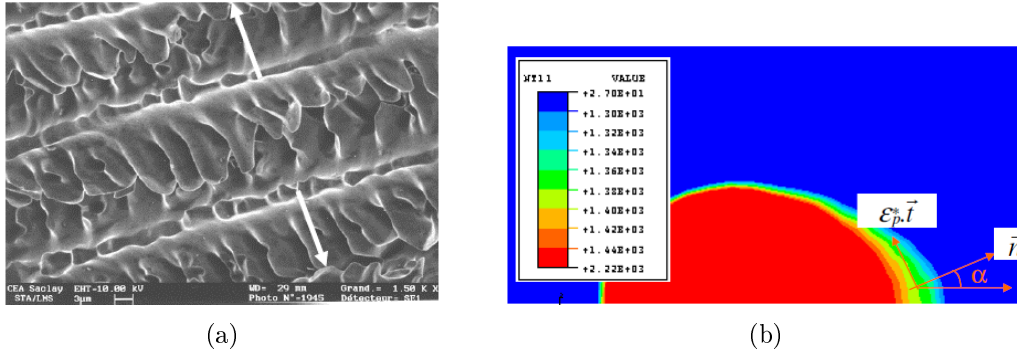 CEA Saclay EHT=10.00 kV WD= 29 mm Grand.= 1.50 K X
STA/LMS 3µm Photo N°=1945 Détecteur= SE1
(a)
NT11 VALUE
+2.70E+01
+1.30E+03
+1.32E+03
+1.34E+03
+1.36E+03
+1.38E+03
+1.40E+03
+1.42E+03
+1.44E+03
+2.22E+03
ε*p.t⃗
n⃗
α
(b)